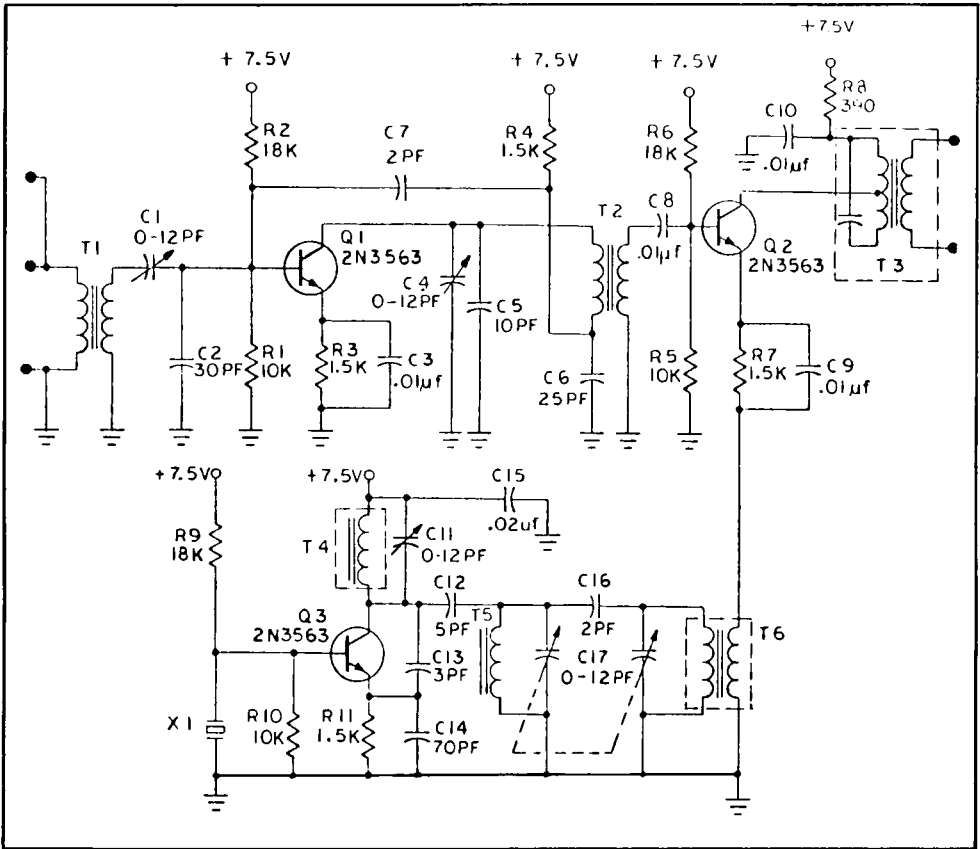 +7.5V
+ 7.5V
+ 7.5V
+ 7.5V
R8
390
C10
.01µf
R2
18K
C7
2PF
R4
1.5K
R6
18K
T1
C1
0-12PF
Q1
2N3563
C4
0-12PF
C5
10PF
T2
C8
.01µf
Q2
2N3563
T3
C2
30PF
R1
10K
R3
1.5K
C3
.01µf
C6
25PF
R5
10K
R7
1.5K
C9
.01µf
+7.5V
+7.5V
C15
.02uf
R9
18K
T4
C11
0-12PF
Q3
2N3563
C12
5PF
T5
C16
2PF
T6
C13
3PF
C17
0-12PF
X1
R10
10K
R11
1.5K
C14
70PF